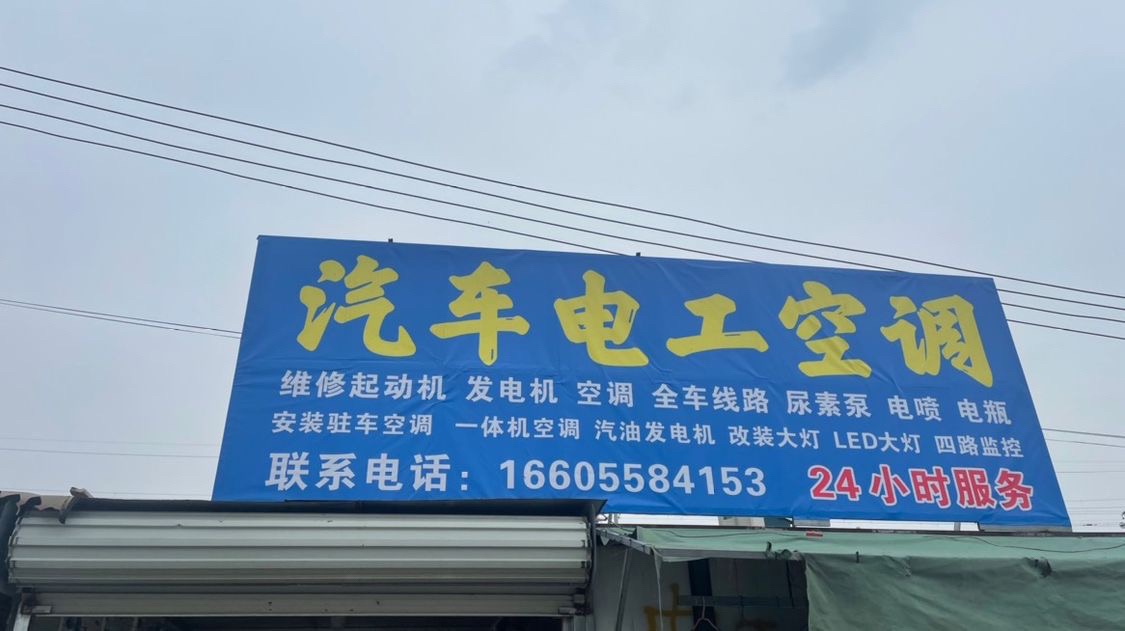 汽车电工空调
维修起动机 发电机 空调 全车线路 尿素泵 电喷 电瓶
安装驻车空调 一体机空调 汽油发电机 改装大灯 LED大灯 四路监控
联系电话：16605584153 24小时服务